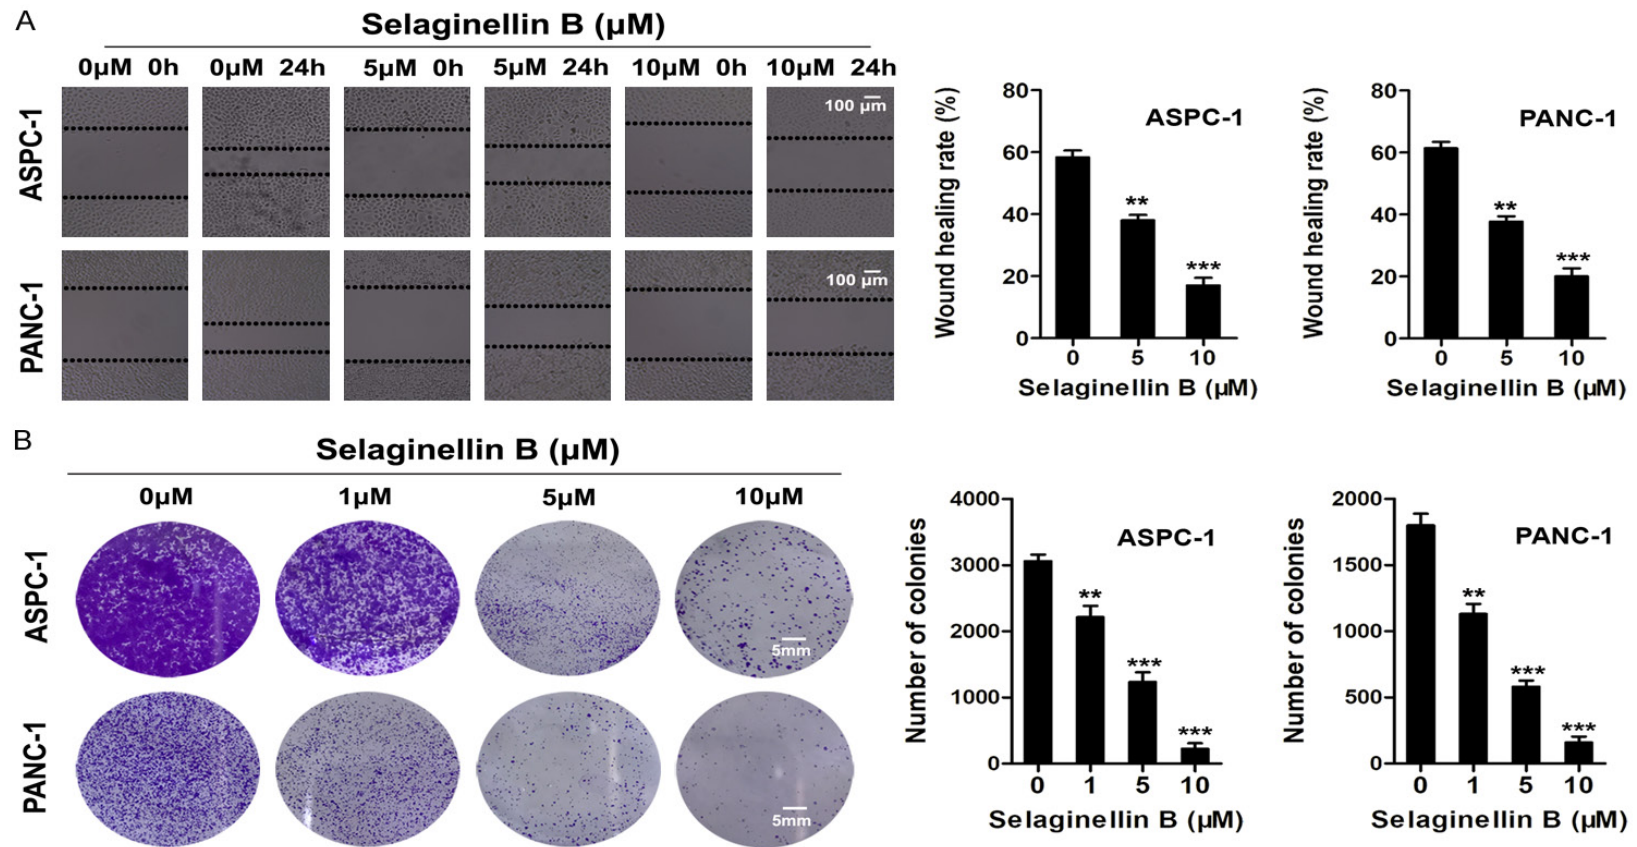 A
Selaginellin B (µM)
0µM 0h 0µM 24h 5µM 0h 5µM 24h 10µM 0h 10µM 24h
ASPC-1
100 µm
PANC-1
100 µm
Wound healing rate (%)
80
60
40
20
0
ASPC-1
**
***
0 5 10
Selaginellin B (µM)
Wound healing rate (%)
80
60
40
20
0
PANC-1
**
***
0 5 10
Selaginellin B (µM)
B
Selaginellin B (µM)
0µM 1µM 5µM 10µM
ASPC-1
5mm
PANC-1
5mm
Number of colonies
4000
3000
2000
1000
0
ASPC-1
**
***
***
0 1 5 10
Selaginellin B (µM)
Number of colonies
2000
1500
1000
500
0
PANC-1
**
***
***
0 1 5 10
Selaginellin B (µM)